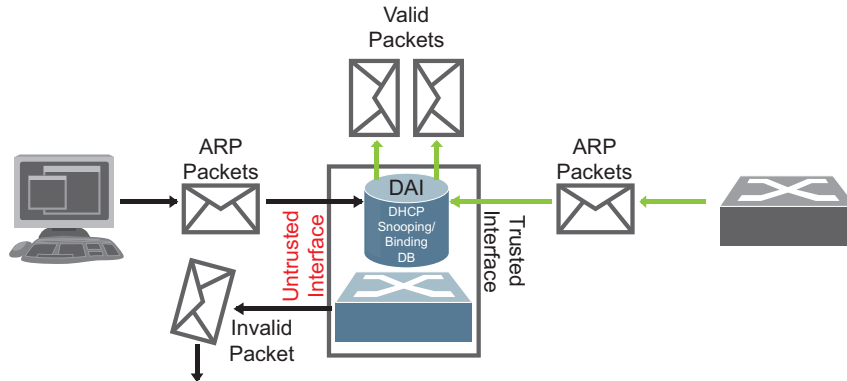 Valid
Packets
ARP
Packets
ARP
Packets
DAI
DHCP
Snooping/
Binding
DB
Untrusted
Interface
Trusted
Interface
Invalid
Packet